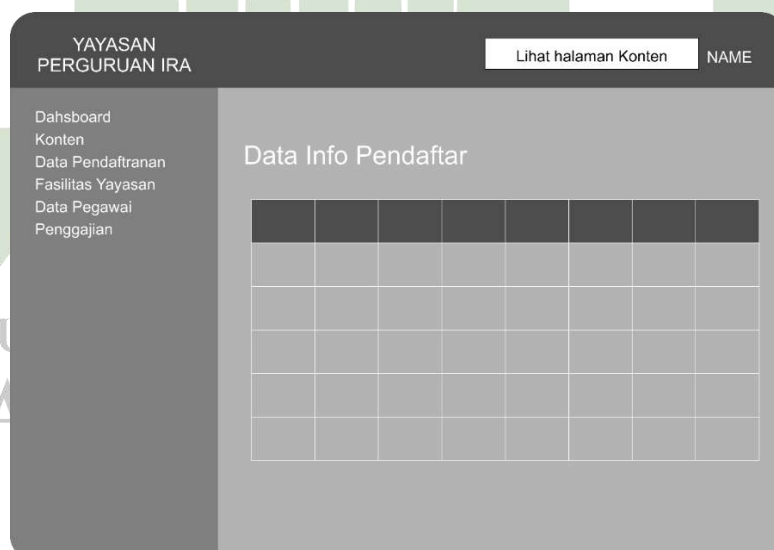 YAYASAN
PERGURUAN IRA
Lihat halaman Konten
NAME
Dahsboard
Konten
Data Pendaftranan
Fasilitas Yayasan
Data Pegawai
Penggajian
Data Info Pendaftar